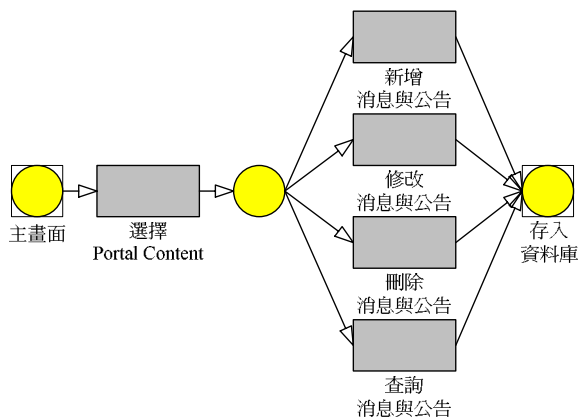 主畫面
選擇
Portal Content
新增
消息與公告
修改
消息與公告
刪除
消息與公告
查詢
消息與公告
存入
資料庫